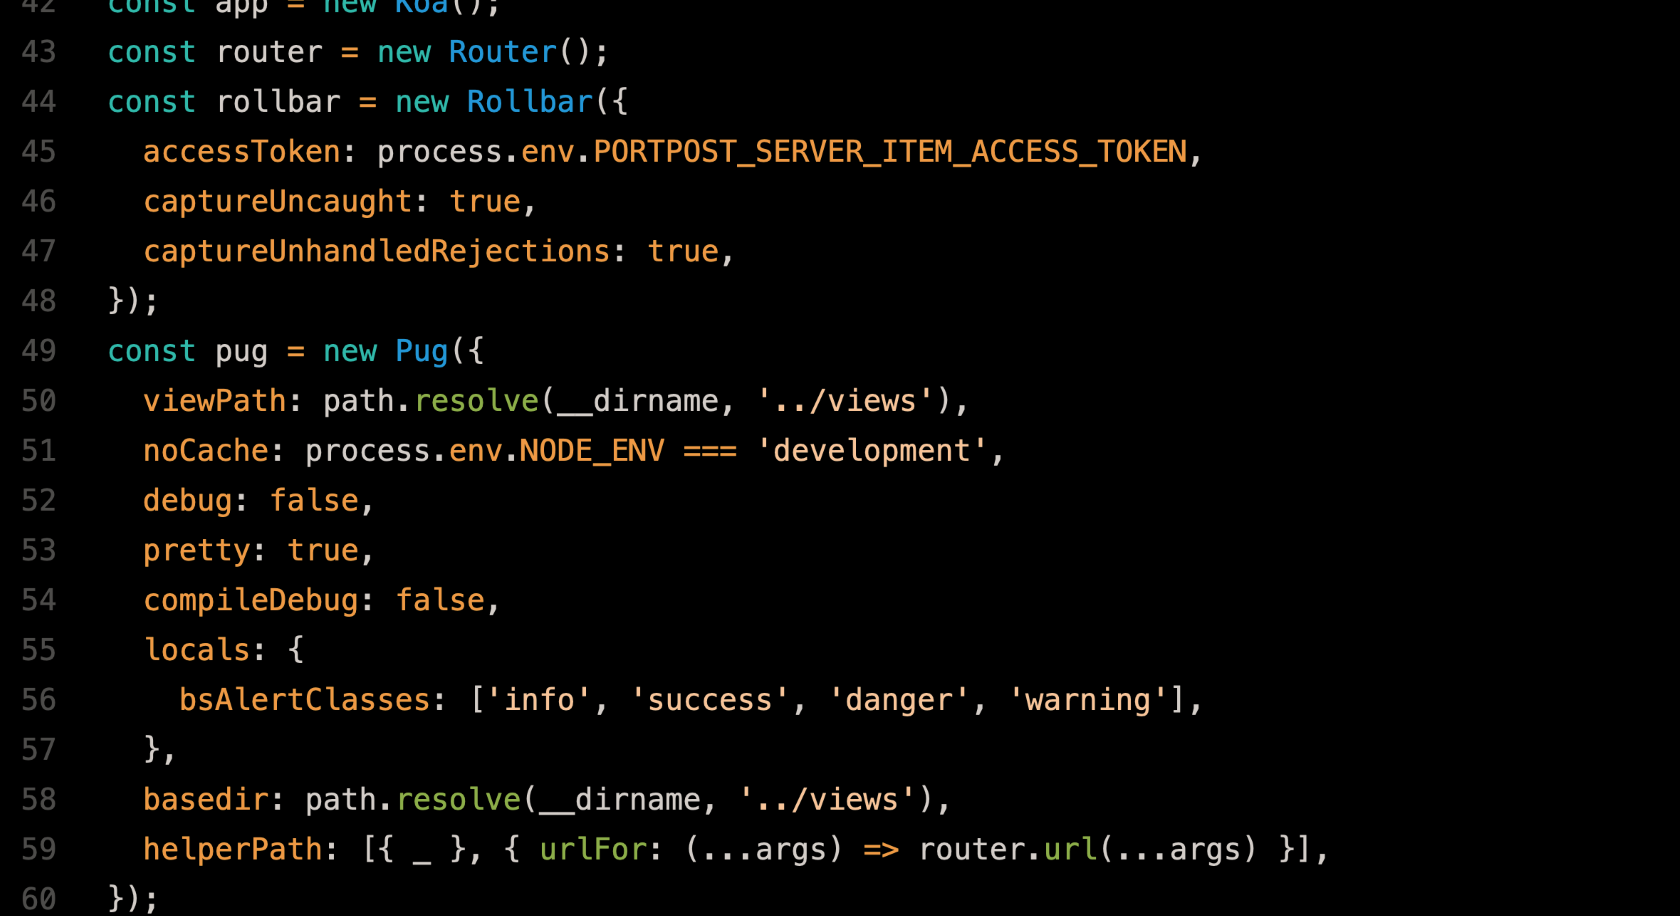 42 const app = new Koa();
43 const router = new Router();
44 const rollbar = new Rollbar({
45 accessToken: process.env.PORTPOST_SERVER_ITEM_ACCESS_TOKEN,
46 captureUncaught: true,
47 captureUnhandledRejections: true,
48 });
49 const pug = new Pug({
50 viewPath: path.resolve(__dirname, '../views'),
51 noCache: process.env.NODE_ENV === 'development',
52 debug: false,
53 pretty: true,
54 compileDebug: false,
55 locals: {
56 bsAlertClasses: ['info', 'success', 'danger', 'warning'],
57 },
58 basedir: path.resolve(__dirname, '../views'),
59 helperPath: [{ _ }, { urlFor: (...args) => router.url(...args) }],
60 });